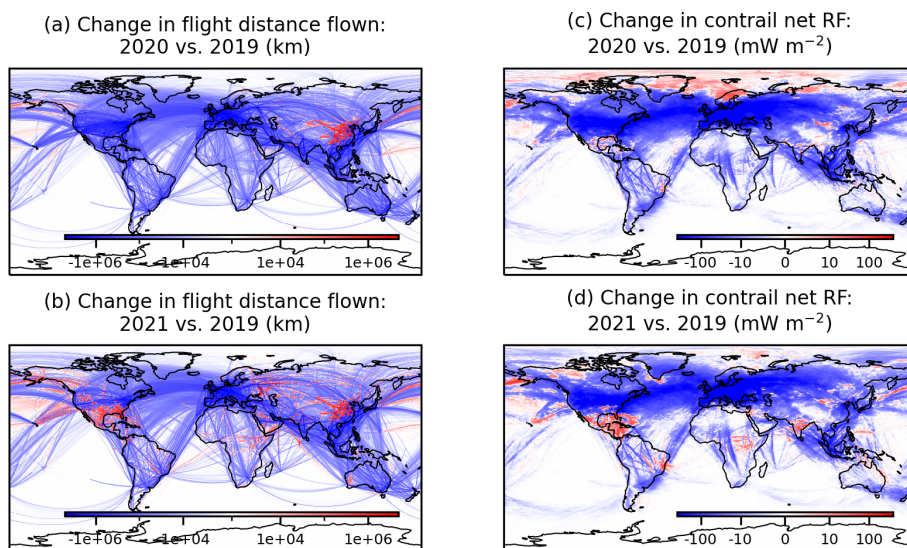 (a) Change in flight distance flown:
2020 vs. 2019 (km)
-1e+06 -1e+04 1e+04 1e+06
(c) Change in contrail net RF:
2020 vs. 2019 (mW m⁻²)
-100 -10 0 10 100
(b) Change in flight distance flown:
2021 vs. 2019 (km)
-1e+06 -1e+04 1e+04 1e+06
(d) Change in contrail net RF:
2021 vs. 2019 (mW m⁻²)
-100 -10 0 10 100